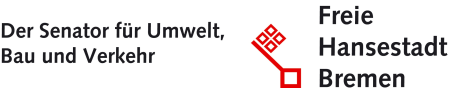 Der Senator für Umwelt,
Bau und Verkehr
Freie
Hansestadt
Bremen